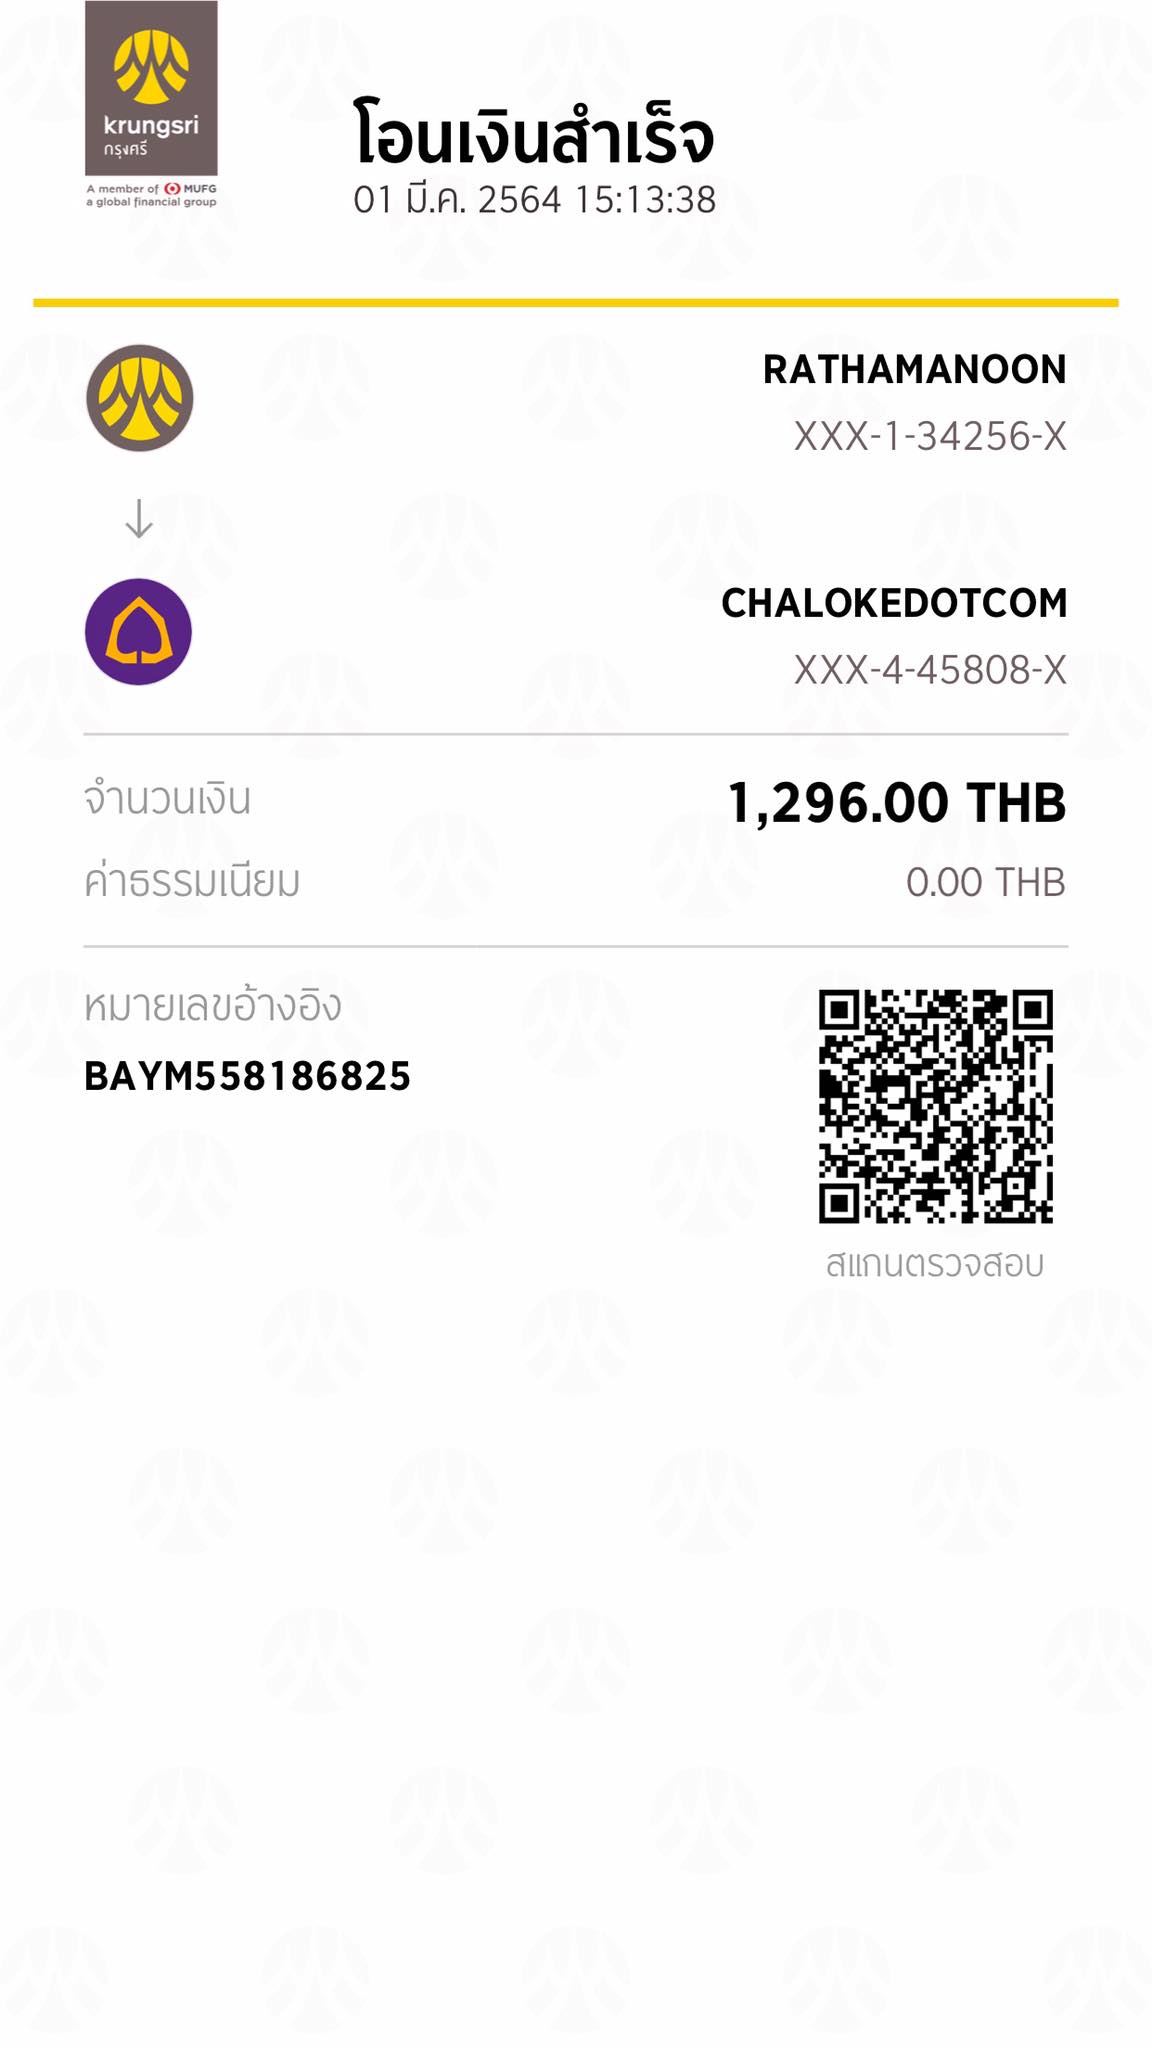 krungsri
กรุงศรี
A member of MUFG
a global financial group
โอนเงินสำเร็จ
01 มี.ค. 2564 15:13:38
RATHAMANOON
XXX-1-34256-X
CHALOKEDOTCOM
XXX-4-45808-X
จำนวนเงิน 1,296.00 THB
ค่าธรรมเนียม 0.00 THB
หมายเลขอ้างอิง
BAYM558186825
สแกนตรวจสอบ